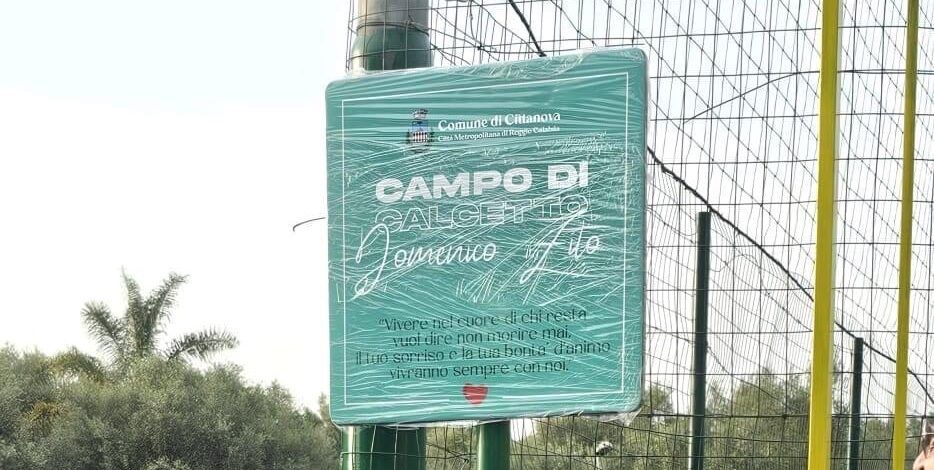 Comune di Cittanova
Città Metropolitana di Reggio Calabria
CAMPO DI
CALCETTO
Domenico Zito
"Vivere nel cuore di chi resta
vuol dire non morire mai,
il tuo sorriso e la tua bonta' d'animo
vivranno sempre con noi."